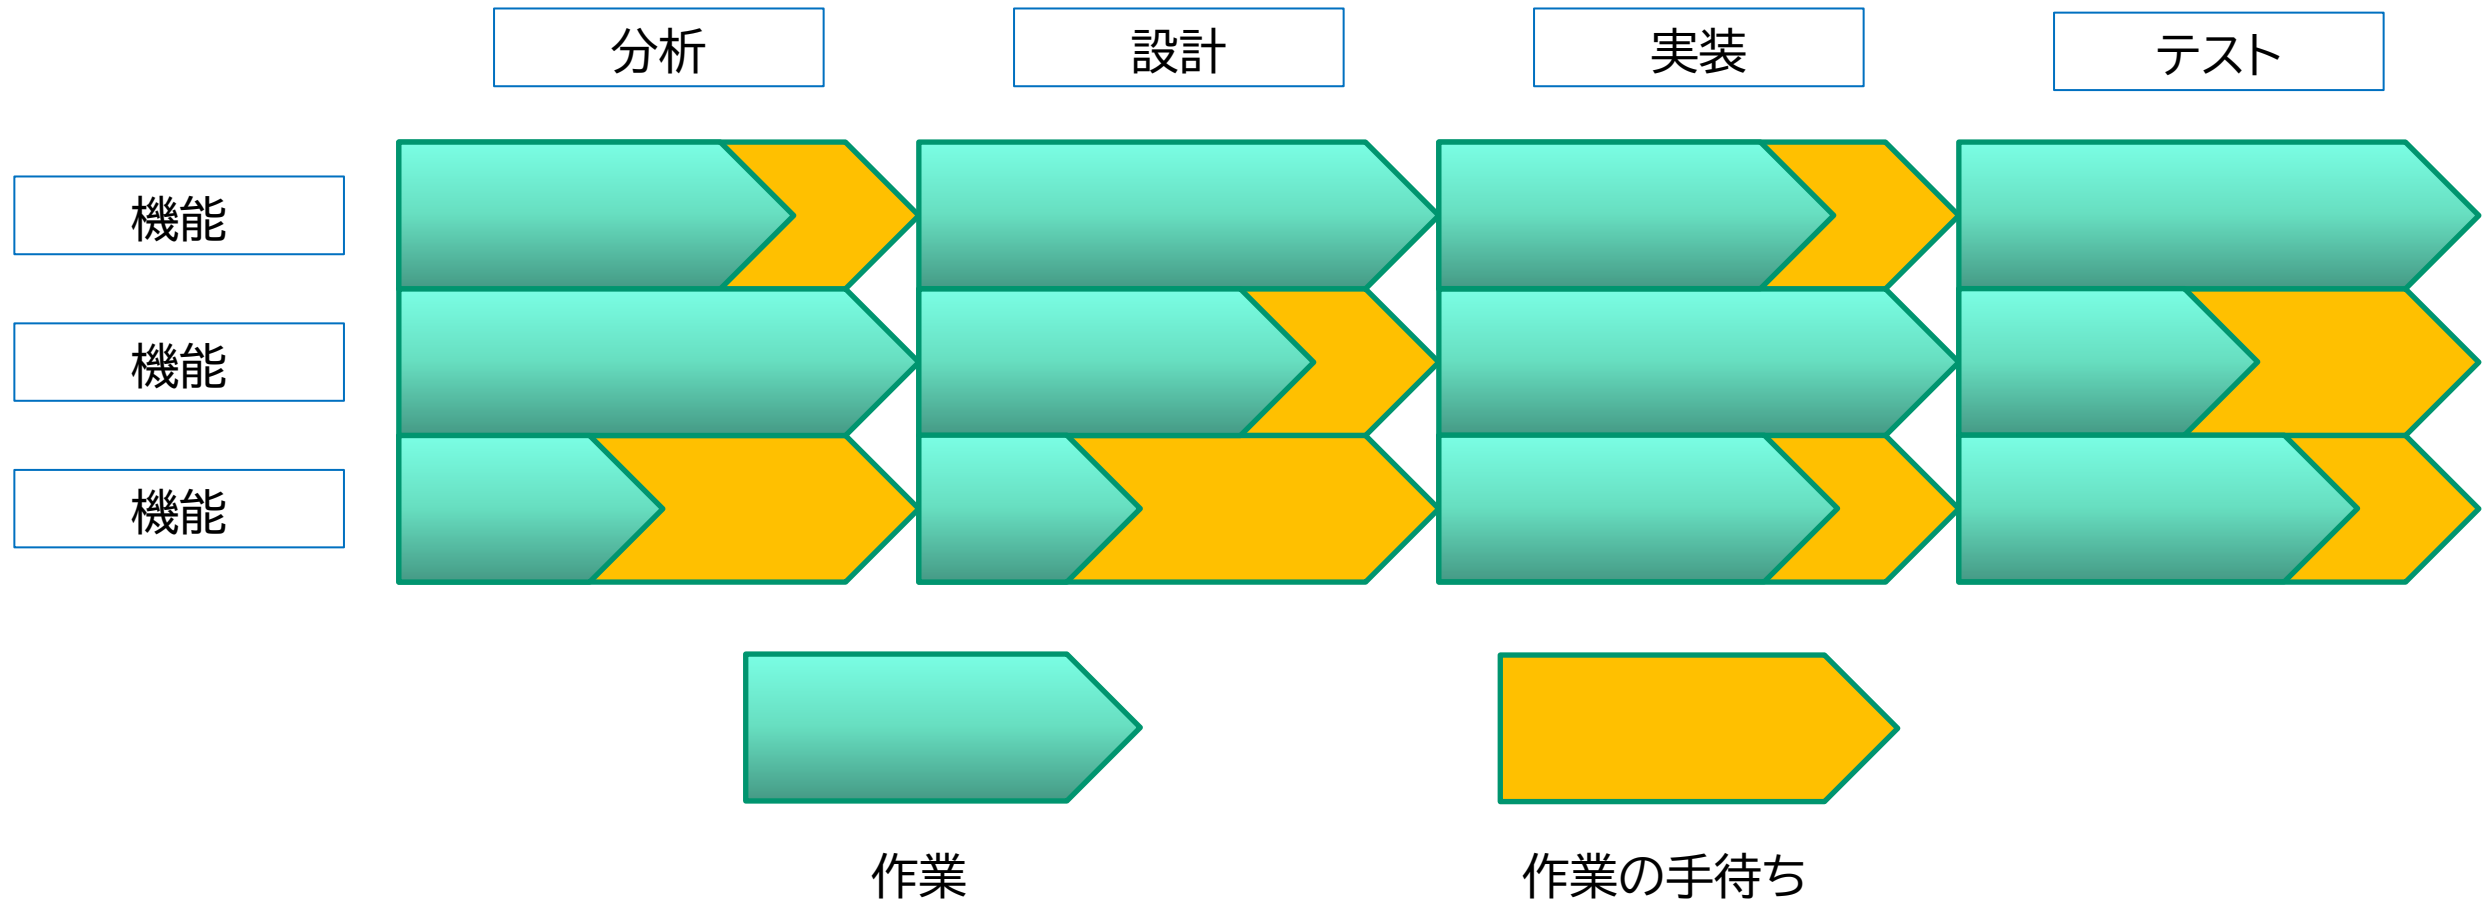 分析
設計
実装
テスト
機能
機能
機能
作業
作業の手待ち